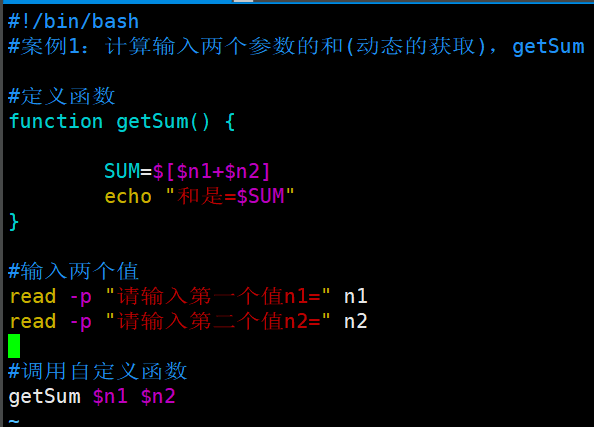 #!/bin/bash
#案例1：计算输入两个参数的和(动态的获取)，getSum
#定义函数
function getSum() {
SUM=$[$n1+$n2]
echo "和是=$SUM"
}
#输入两个值
read -p "请输入第一个值n1=" n1
read -p "请输入第二个值n2=" n2
#调用自定义函数
getSum $n1 $n2
~